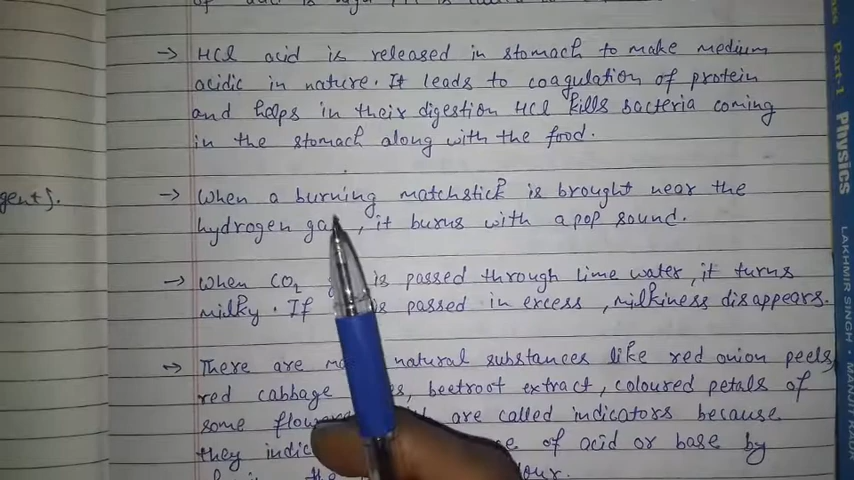 → HCl acid is released in stomach to make medium
acidic in nature. It leads to coagulation of protein
and helps in their digestion HCl kills bacteria coming
in the stomach along with the food.
gent).
→ When a burning matchstick is brought near the
hydrogen gas, it burns with a pop sound.
→ When CO₂ is passed through lime water, it turns
milky. If is passed in excess, milkiness disappears.
→ There are natural substances like red onion peels,
red cabbage beetroot extract, coloured petals of
some are called indicators because
they of acid or base by
Part-1 Physics LAKHMIR SINGH • MANJIT KAUR